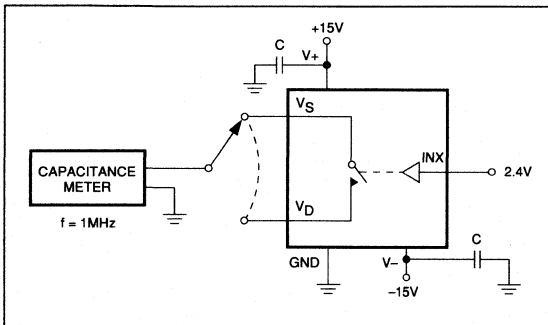 +15V
C
V+
VS
CAPACITANCE
METER
INX
2.4V
VD
f = 1MHz
GND
V–
C
–15V